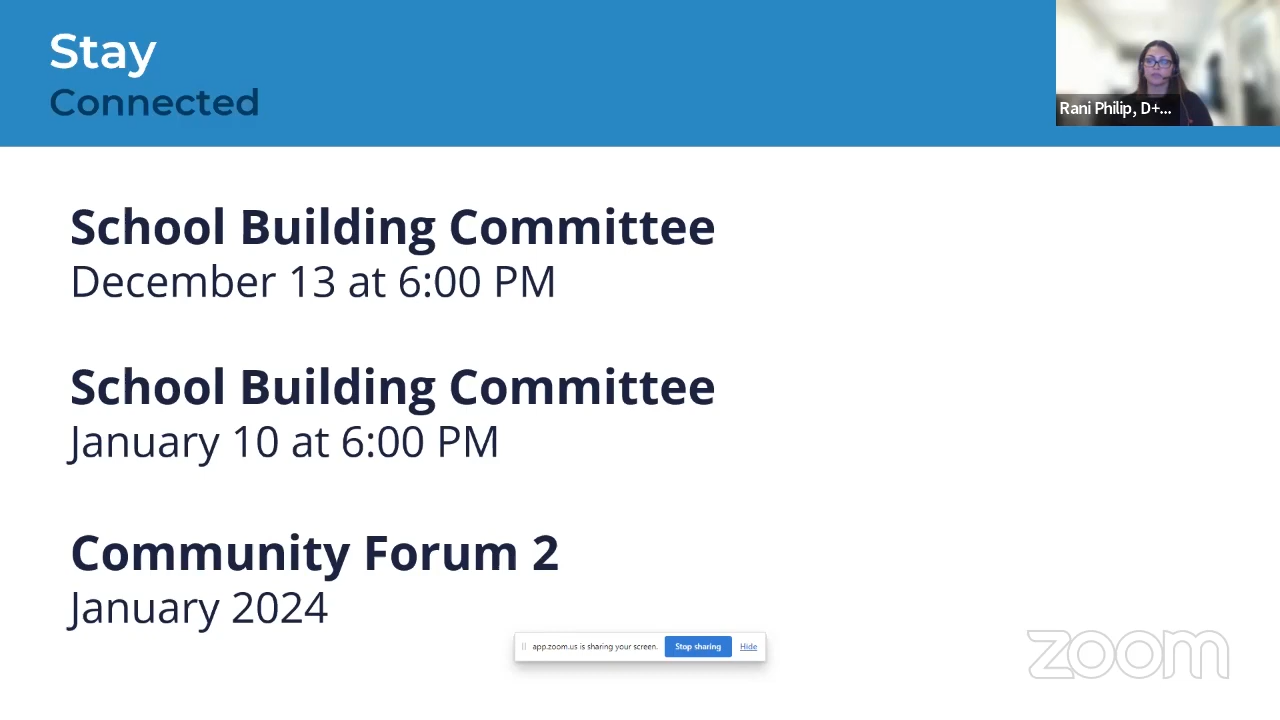 Stay
Connected
Rani Philip, D+...
School Building Committee
December 13 at 6:00 PM
School Building Committee
January 10 at 6:00 PM
Community Forum 2
January 2024
app.zoom.us is sharing your screen. Stop sharing Hide
zoom